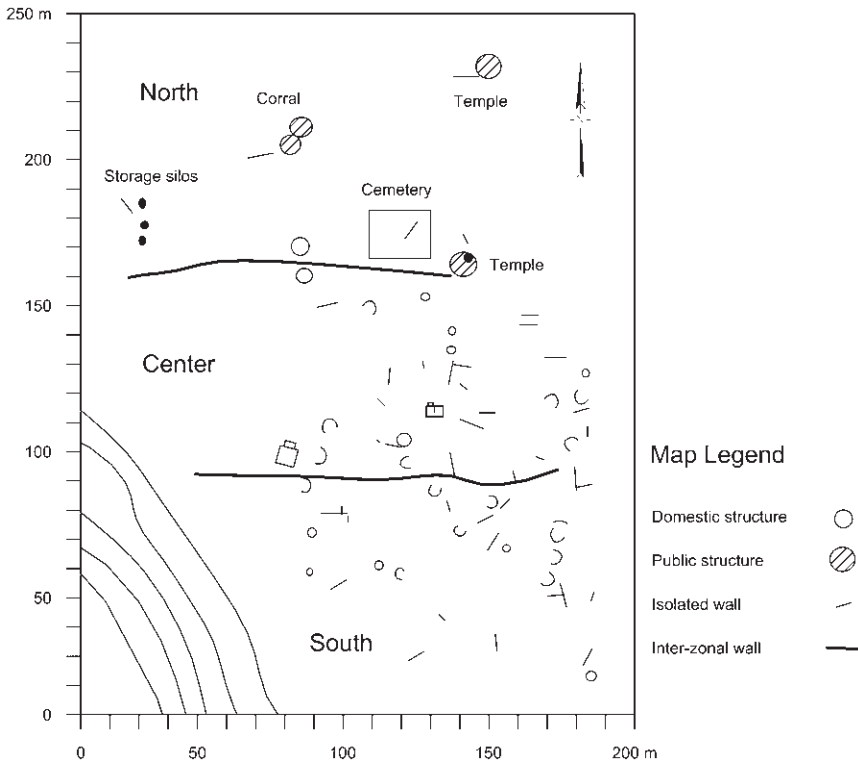 250 m
North
Corral
Temple
200
Storage silos
Cemetery
Temple
150
Center
100
50
South
0
0
50
100
150
200 m
Map Legend
Domestic structure
Public structure
Isolated wall
Inter-zonal wall